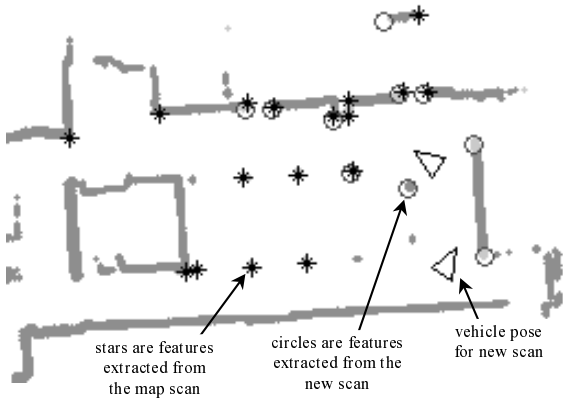 stars are features
extracted from
the map scan
circles are features
extracted from the
new scan
vehicle pose
for new scan